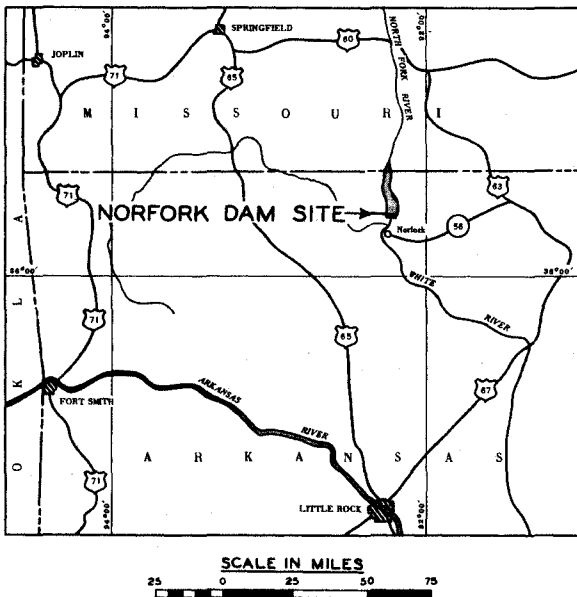 94°00'
92°00'
SPRINGFIELD
JOPLIN
71
65
60
NORTH FORK RIVER
M I S S O U R I
71
63
NORFORK DAM SITE
Norfork
58
36°00'
36°00'
WHITE RIVER
71
65
67
FORT SMITH
ARKANSAS RIVER
O K L A
A R K A N S A S
71
LITTLE ROCK
94°00'
92°00'
SCALE IN MILES
25 0 25 50 75